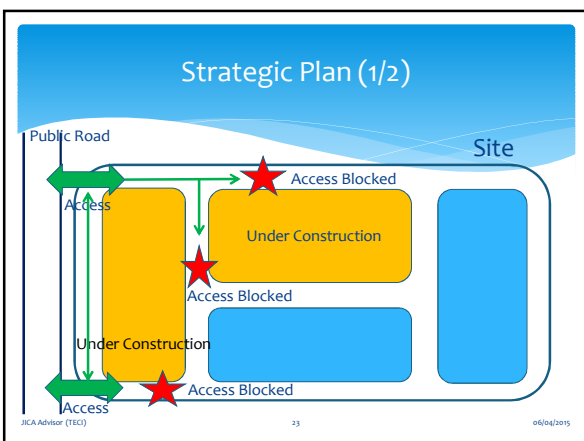 Strategic Plan (1/2)
Public Road
Site
Access Blocked
Access
Under Construction
Access Blocked
Under Construction
Access Blocked
Access
JICA Advisor (TECI)
23
06/04/2015